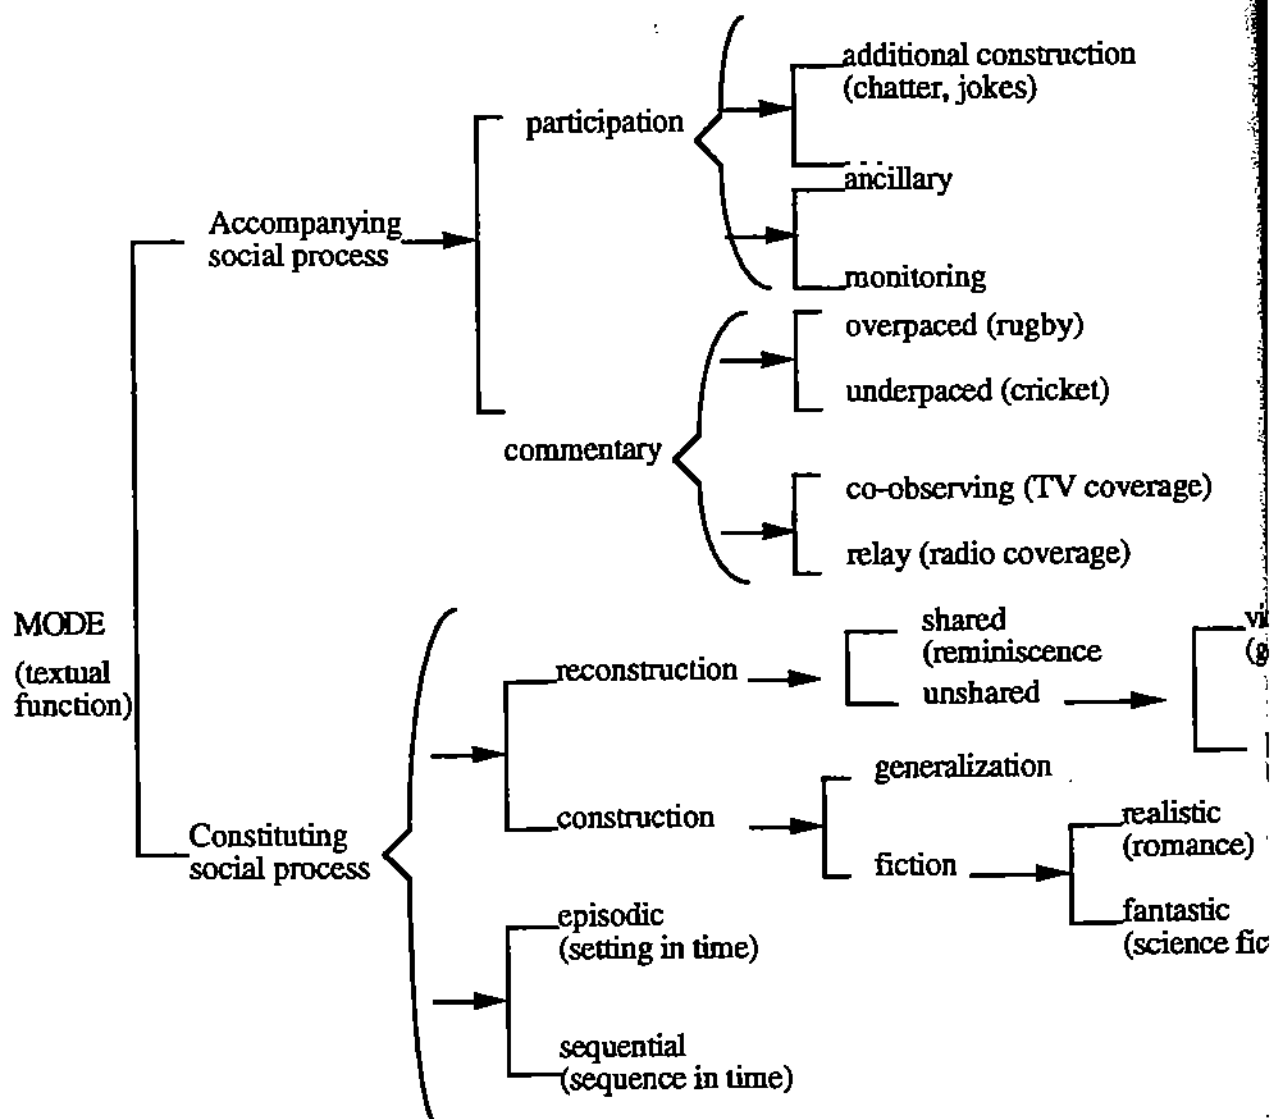 additional construction
(chatter, jokes)
participation
ancillary
Accompanying
social process
monitoring
overpaced (rugby)
underpaced (cricket)
commentary
co-observing (TV coverage)
relay (radio coverage)
MODE
(textual
function)
shared
(reminiscence
reconstruction
unshared
generalization
construction
realistic
(romance)
fiction
Constituting
social process
fantastic
(science
episodic
(setting in time)
sequential
(sequence in time)